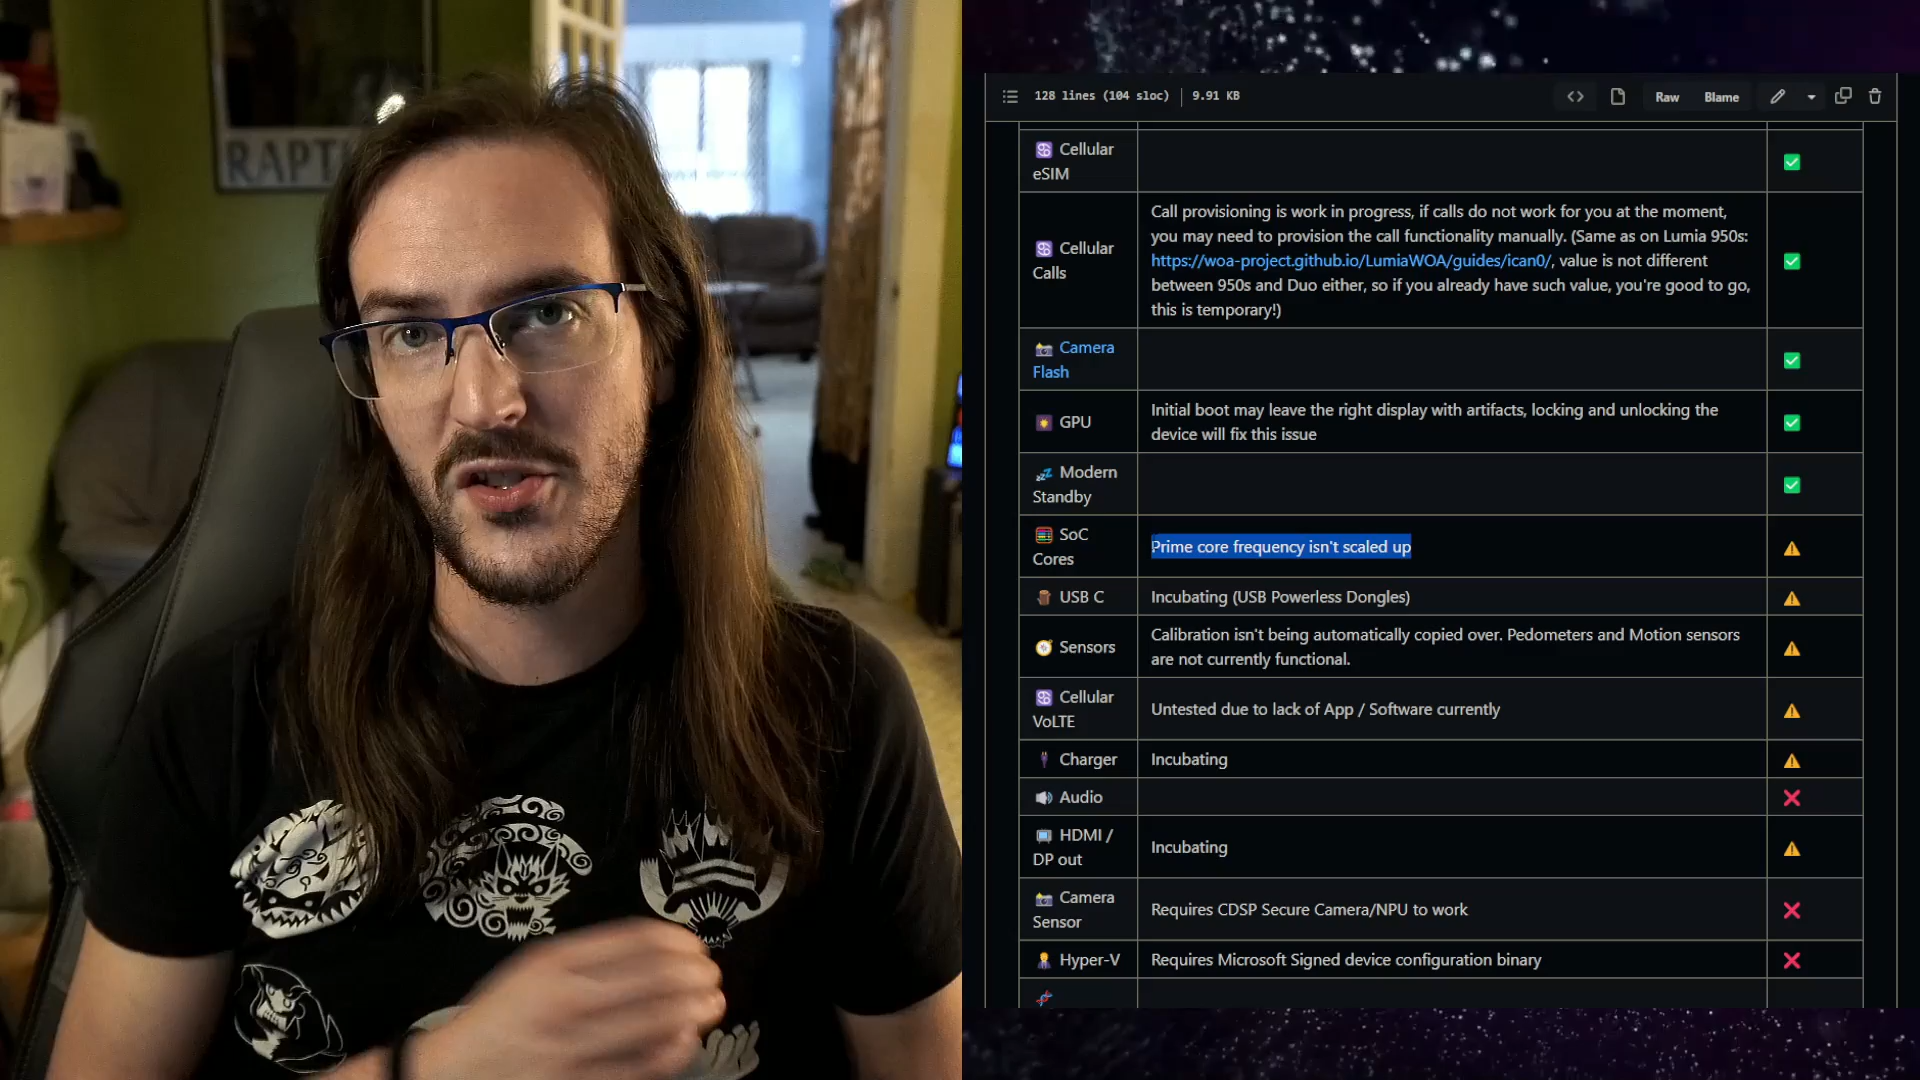 RAPT
128 lines (104 sloc) 9.91 KB
Raw Blame
Cellular
eSIM
Cellular
Calls
Call provisioning is work in progress, if calls do not work for you at the moment,
you may need to provision the call functionality manually. (Same as on Lumia 950s:
https://woa-project.github.io/LumiaWOA/guides/ican0/, value is not different
between 950s and Duo either, so if you already have such value, you're good to go,
this is temporary!)
Camera
Flash
GPU
Initial boot may leave the right display with artifacts, locking and unlocking the
device will fix this issue
Modern
Standby
SoC
Cores
Prime core frequency isn't scaled up
USB C
Incubating (USB Powerless Dongles)
Sensors
Calibration isn't being automatically copied over. Pedometers and Motion sensors
are not currently functional.
Cellular
VoLTE
Untested due to lack of App / Software currently
Charger
Incubating
Audio
HDMI /
DP out
Incubating
Camera
Sensor
Requires CDSP Secure Camera/NPU to work
Hyper-V
Requires Microsoft Signed device configuration binary